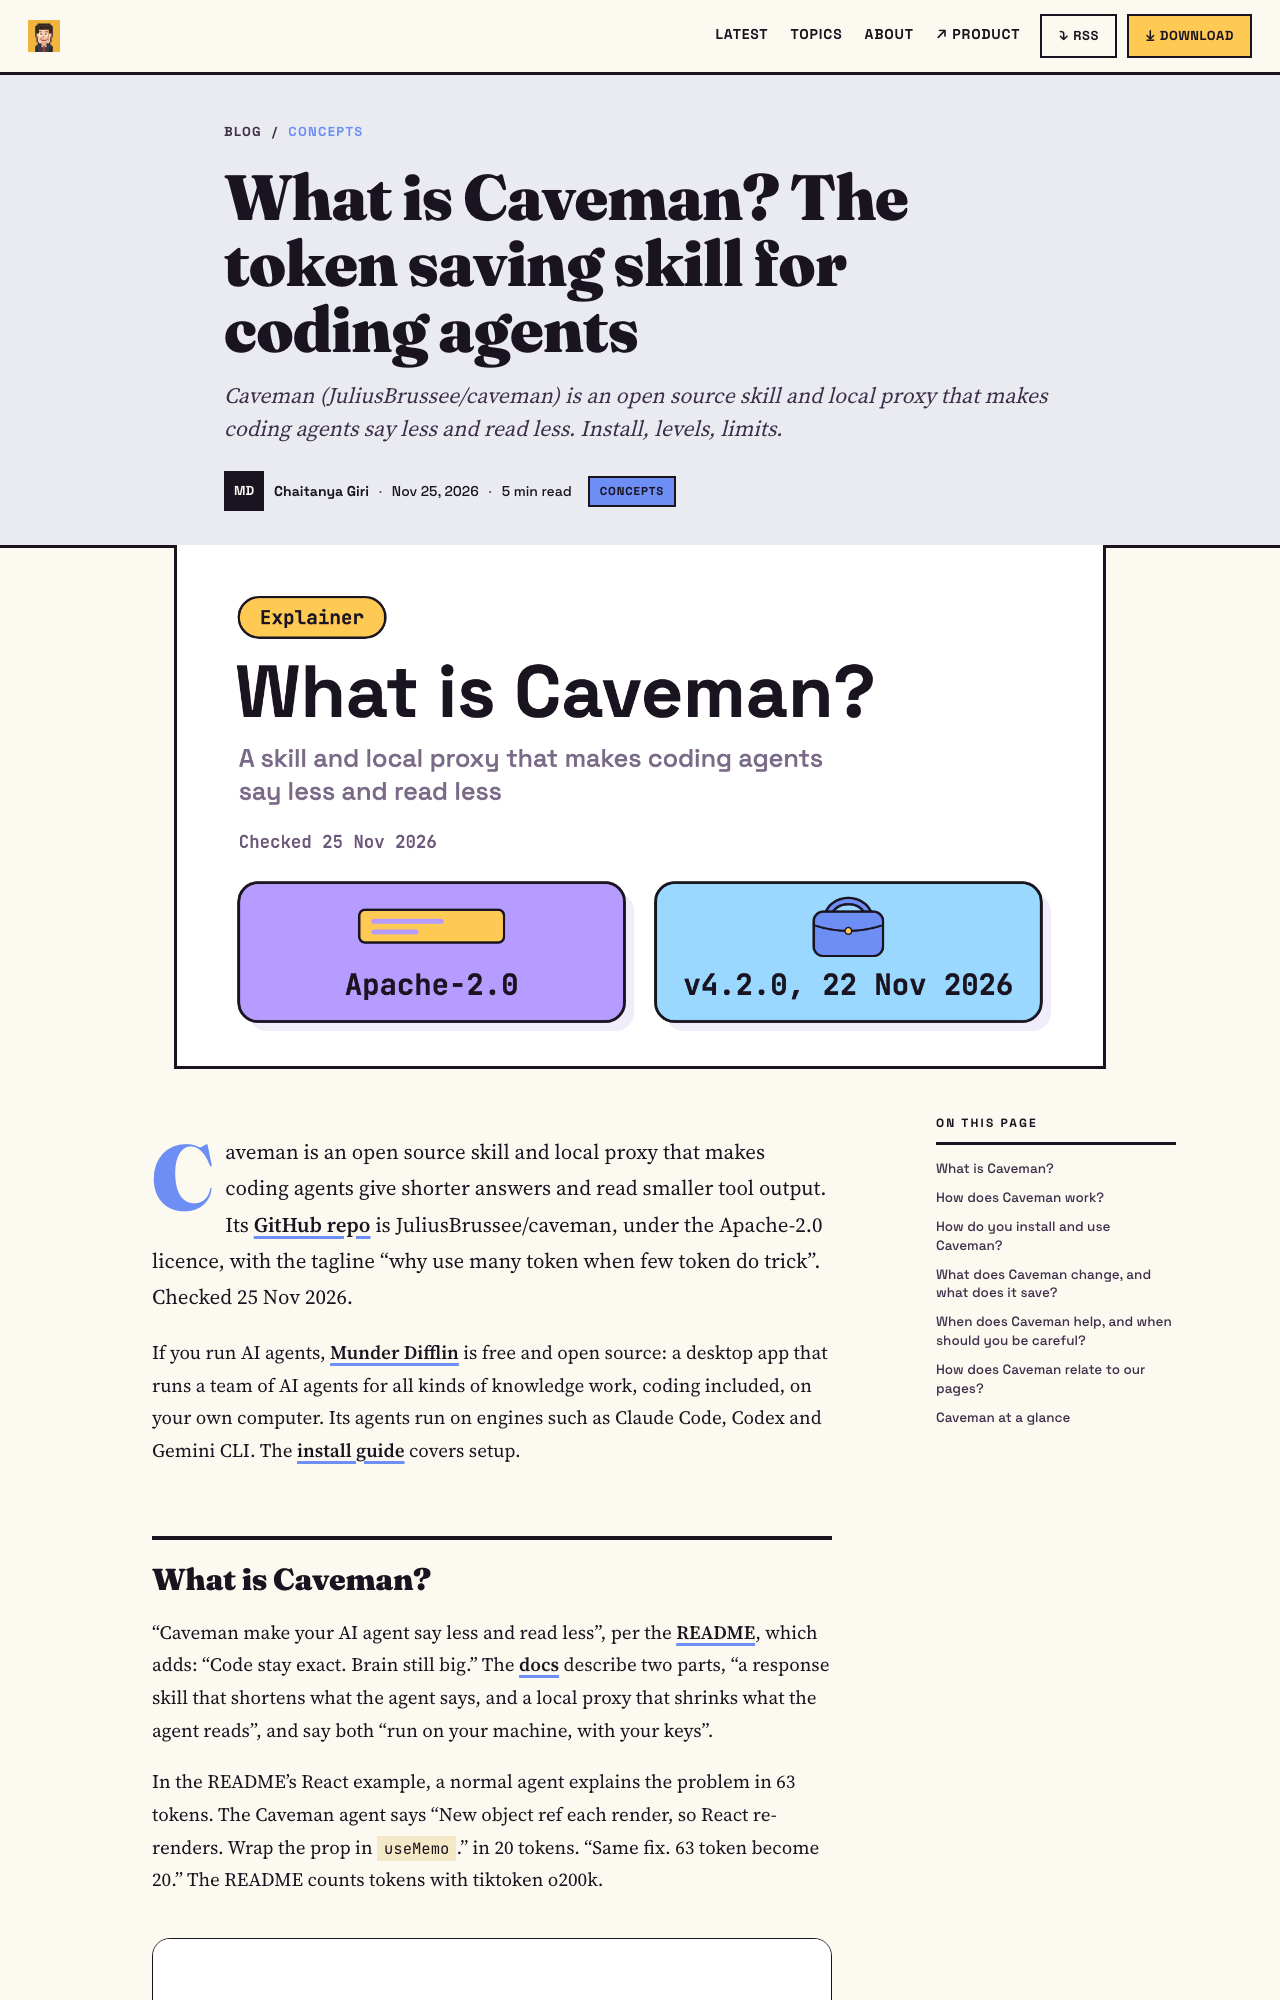 LATEST TOPICS ABOUT ↗ PRODUCT ⤵ RSS ⤓ DOWNLOAD
BLOG / CONCEPTS
What is Caveman? The
token saving skill for
coding agents
Caveman (JuliusBrussee/caveman) is an open source skill and local proxy that makes
coding agents say less and read less. Install, levels, limits.
MD Chaitanya Giri · Nov 25, 2026 · 5 min read CONCEPTS
Explainer
What is Caveman?
A skill and local proxy that makes coding agents
say less and read less
Checked 25 Nov 2026
Apache-2.0
v4.2.0, 22 Nov 2026
Caveman is an open source skill and local proxy that makes
coding agents give shorter answers and read smaller tool output.
Its GitHub repo is JuliusBrussee/caveman, under the Apache-2.0
licence, with the tagline “why use many token when few token do trick”.
Checked 25 Nov 2026.
If you run AI agents, Munder Difflin is free and open source: a desktop app that
runs a team of AI agents for all kinds of knowledge work, coding included, on
your own computer. Its agents run on engines such as Claude Code, Codex and
Gemini CLI. The install guide covers setup.
What is Caveman?
“Caveman make your AI agent say less and read less”, per the README, which
adds: “Code stay exact. Brain still big.” The docs describe two parts, “a response
skill that shortens what the agent says, and a local proxy that shrinks what the
agent reads”, and say both “run on your machine, with your keys”.
In the README’s React example, a normal agent explains the problem in 63
tokens. The Caveman agent says “New object ref each render, so React re-
renders. Wrap the prop in useMemo.” in 20 tokens. “Same fix. 63 token become
20.” The README counts tokens with tiktoken o200k.
ON THIS PAGE
What is Caveman?
How does Caveman work?
How do you install and use
Caveman?
What does Caveman change, and
what does it save?
When does Caveman help, and when
should you be careful?
How does Caveman relate to our
pages?
Caveman at a glance